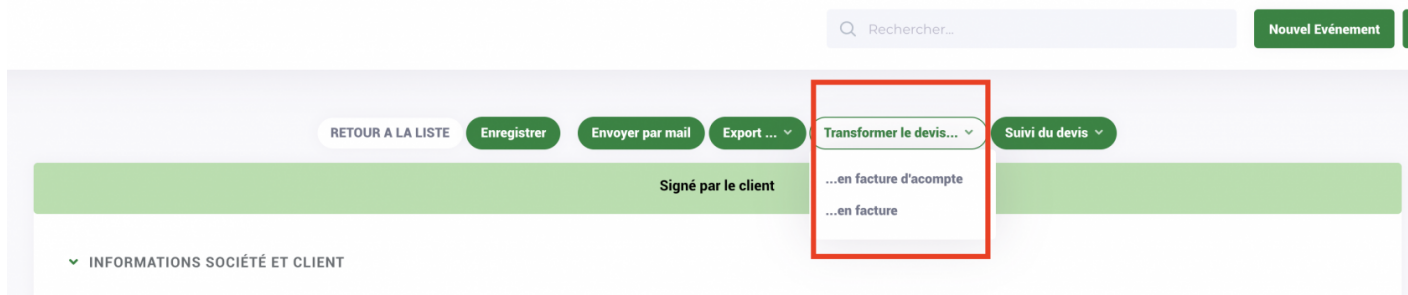 Rechercher...
Nouvel Evénement
RETOUR A LA LISTE Enregistrer Envoyer par mail Export ... Transformer le devis... Suivi du devis
Signé par le client
...en facture d'acompte
...en facture
INFORMATIONS SOCIÉTÉ ET CLIENT